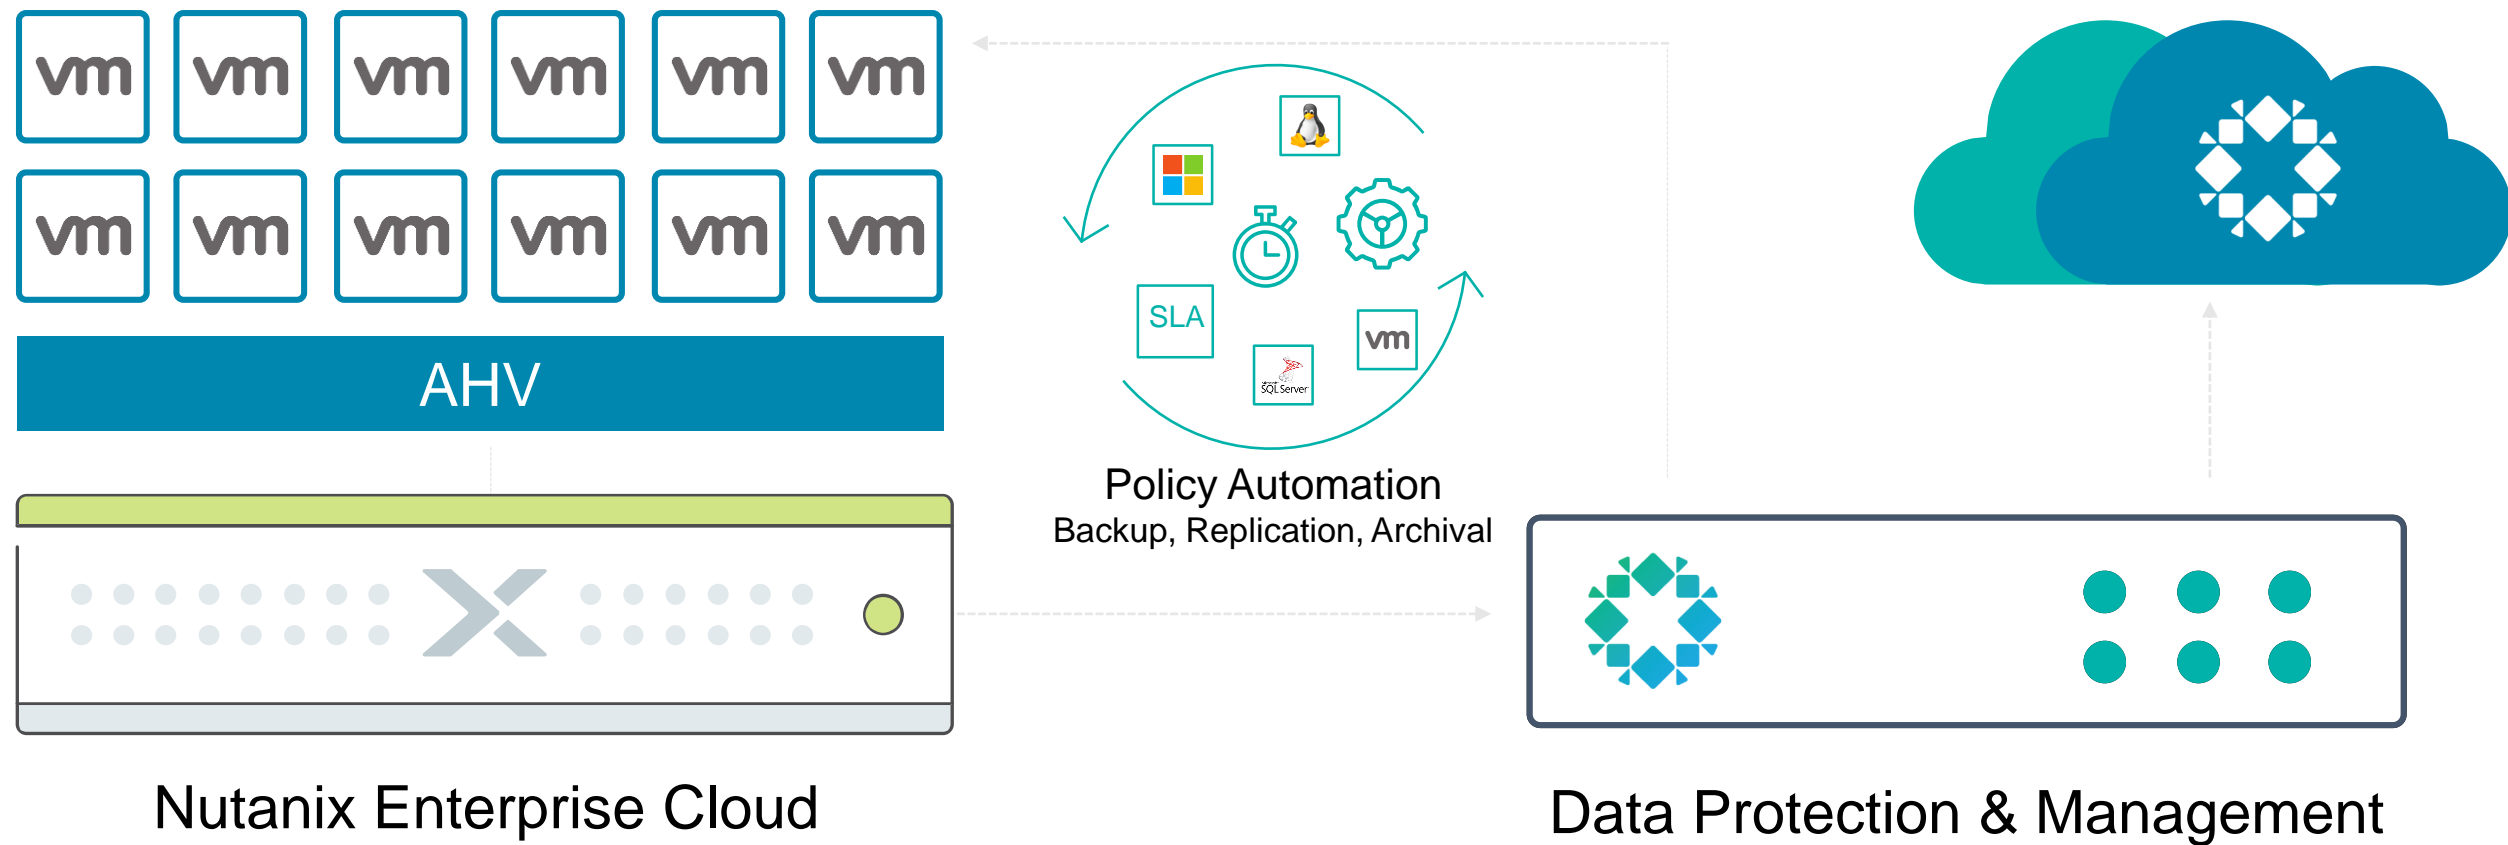 vm vm vm vm vm vm
vm vm vm vm vm vm
AHV
SLA
vm
Microsoft
SQL Server
Policy Automation
Backup, Replication, Archival
Nutanix Enterprise Cloud
Data Protection & Management